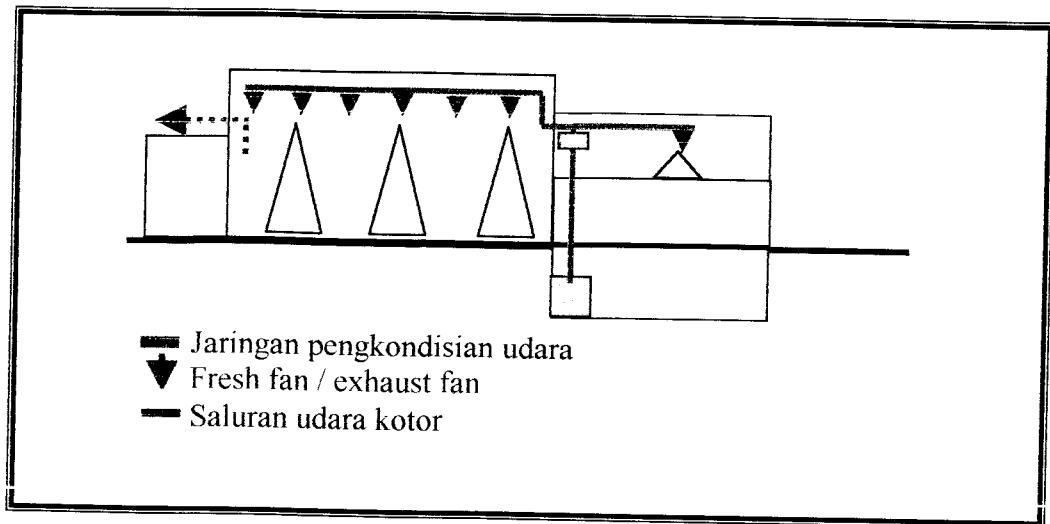 Jaringan pengkondisian udara
Fresh fan / exhaust fan
Saluran udara kotor